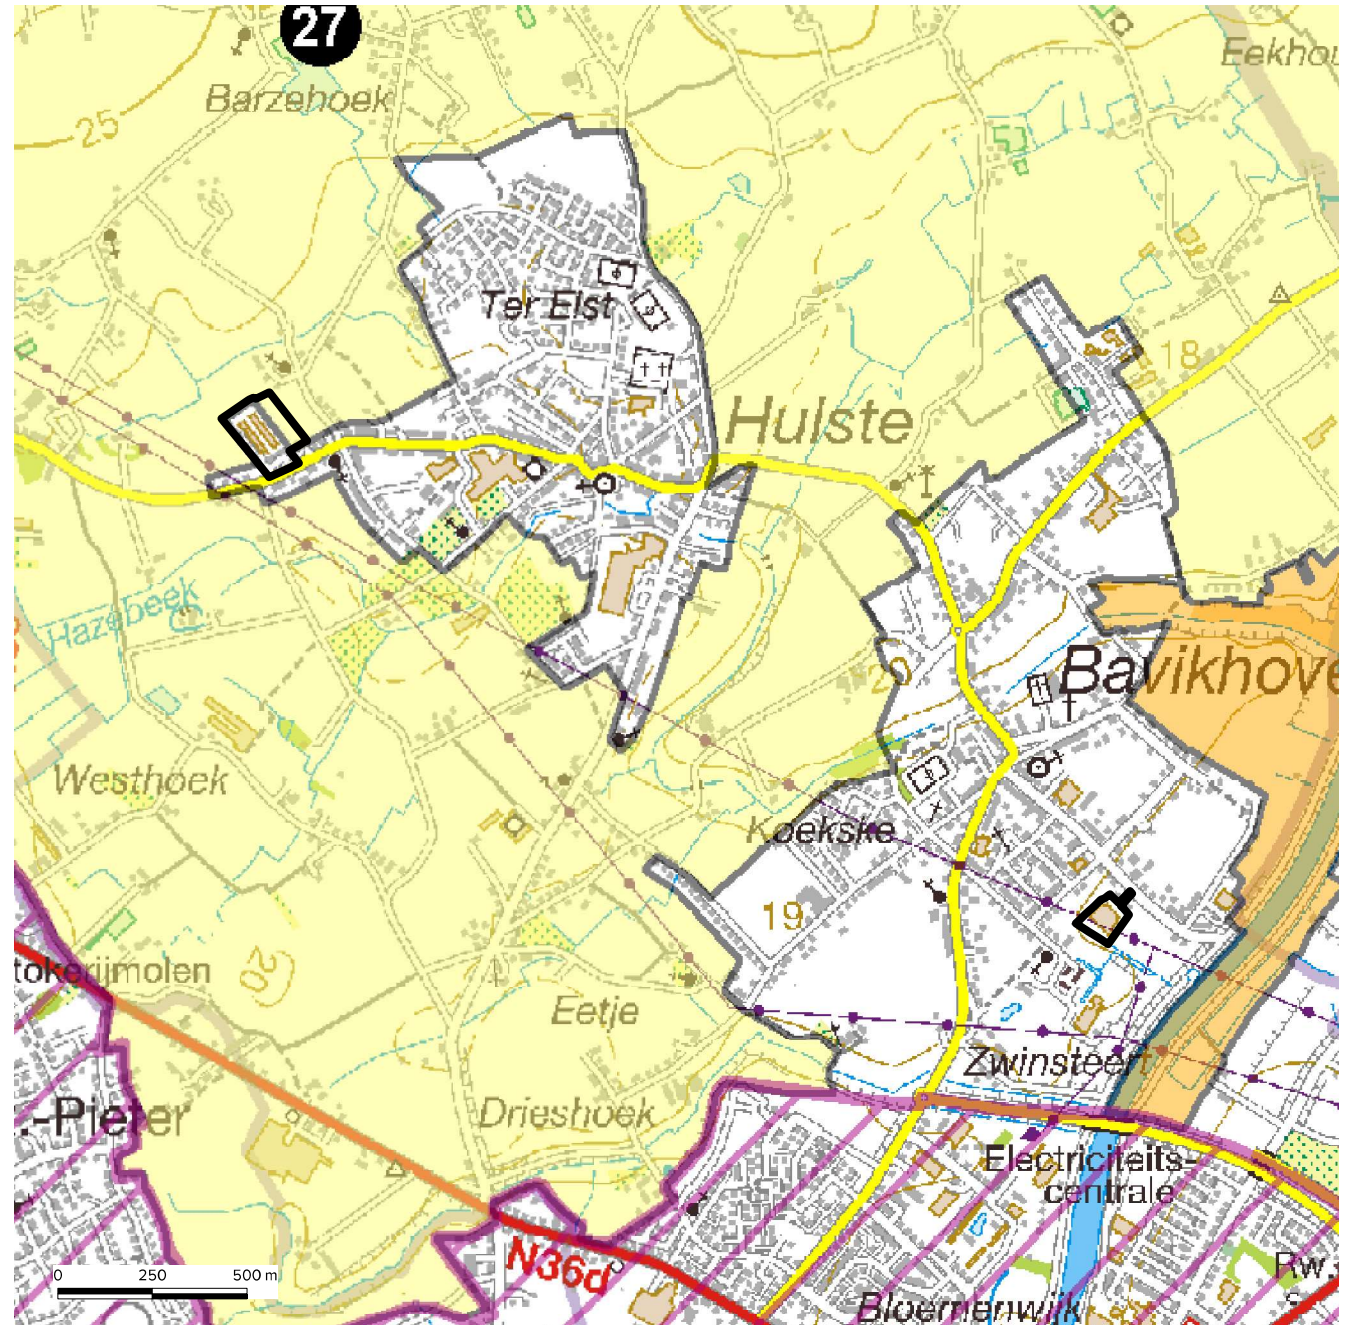 27
Eekhou
Barzehoek
25
Ter Elst
18
Hulste
Hazebeek
20
Bavikhove
Westhoek
Koekske
19
20
tokerijmolen
Eetje
Zwinsteert
.-Pieter
Drieshoek
Electriciteits-
centrale
N36d
Rw.
0 250 500 m
Bloemenwijk